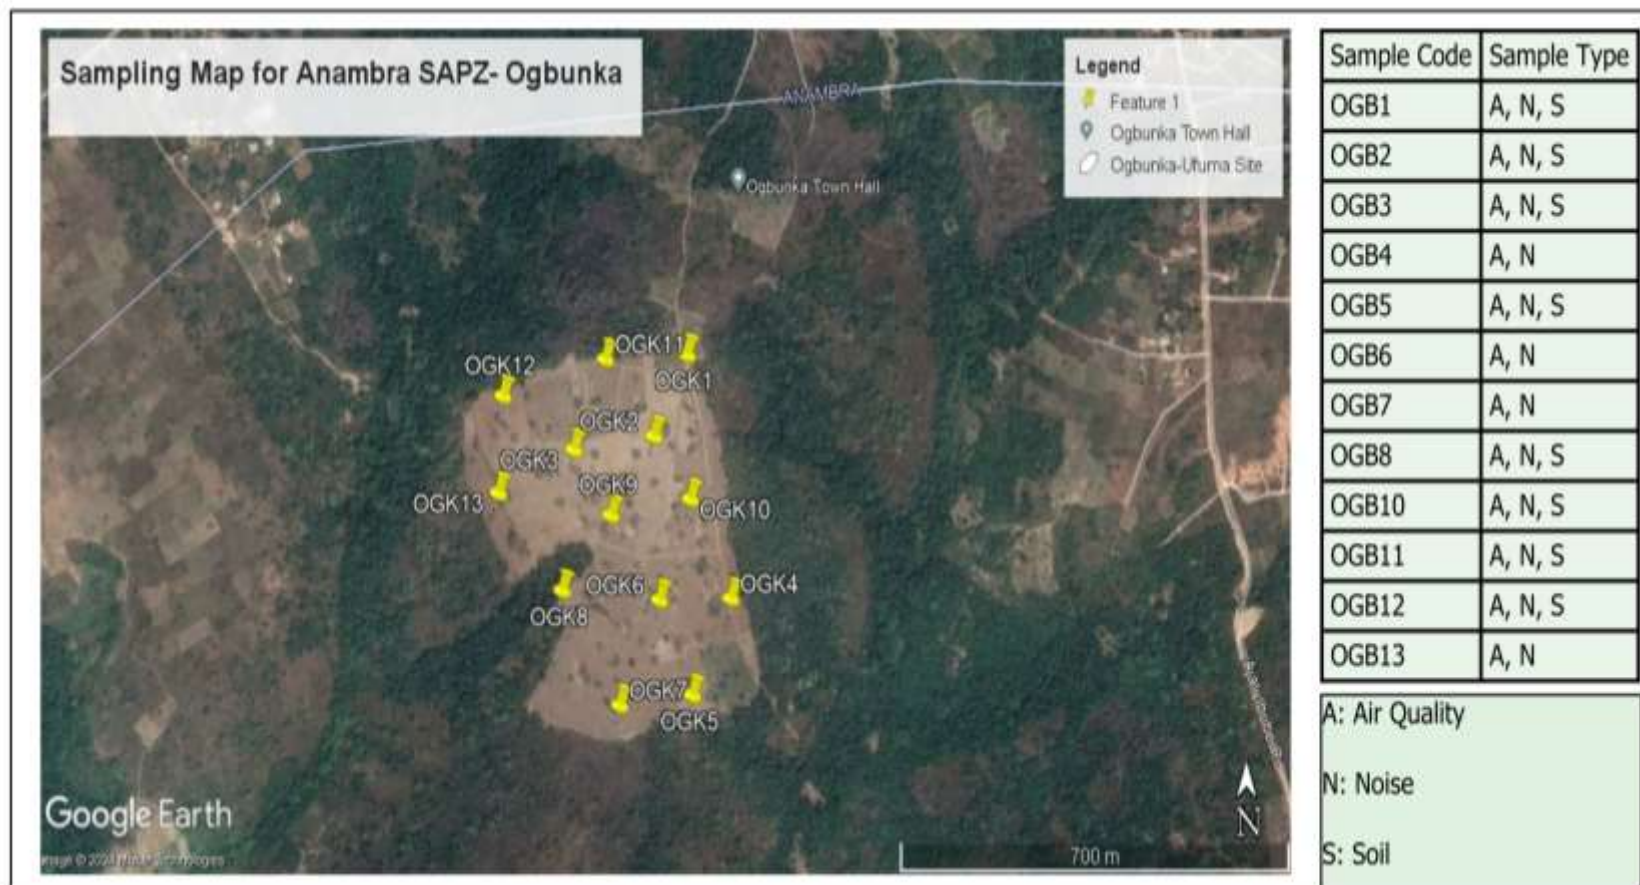 Sampling Map for Anambra SAPZ- Ogbunka
ANAMBRA
Legend
Feature 1
Ogbunka Town Hall
Ogbunka-Ufuma Site
Ogbunka Town Hall
OGK11
OGK12
OGK1
OGK2
OGK3
OGK9
OGK13
OGK10
OGK6
OGK4
OGK8
OGK7
OGK5
Google Earth
Image © 2024
700 m
N
Sample Code Sample Type
OGB1 A, N, S
OGB2 A, N, S
OGB3 A, N, S
OGB4 A, N
OGB5 A, N, S
OGB6 A, N
OGB7 A, N
OGB8 A, N, S
OGB10 A, N, S
OGB11 A, N, S
OGB12 A, N, S
OGB13 A, N
A: Air Quality
N: Noise
S: Soil